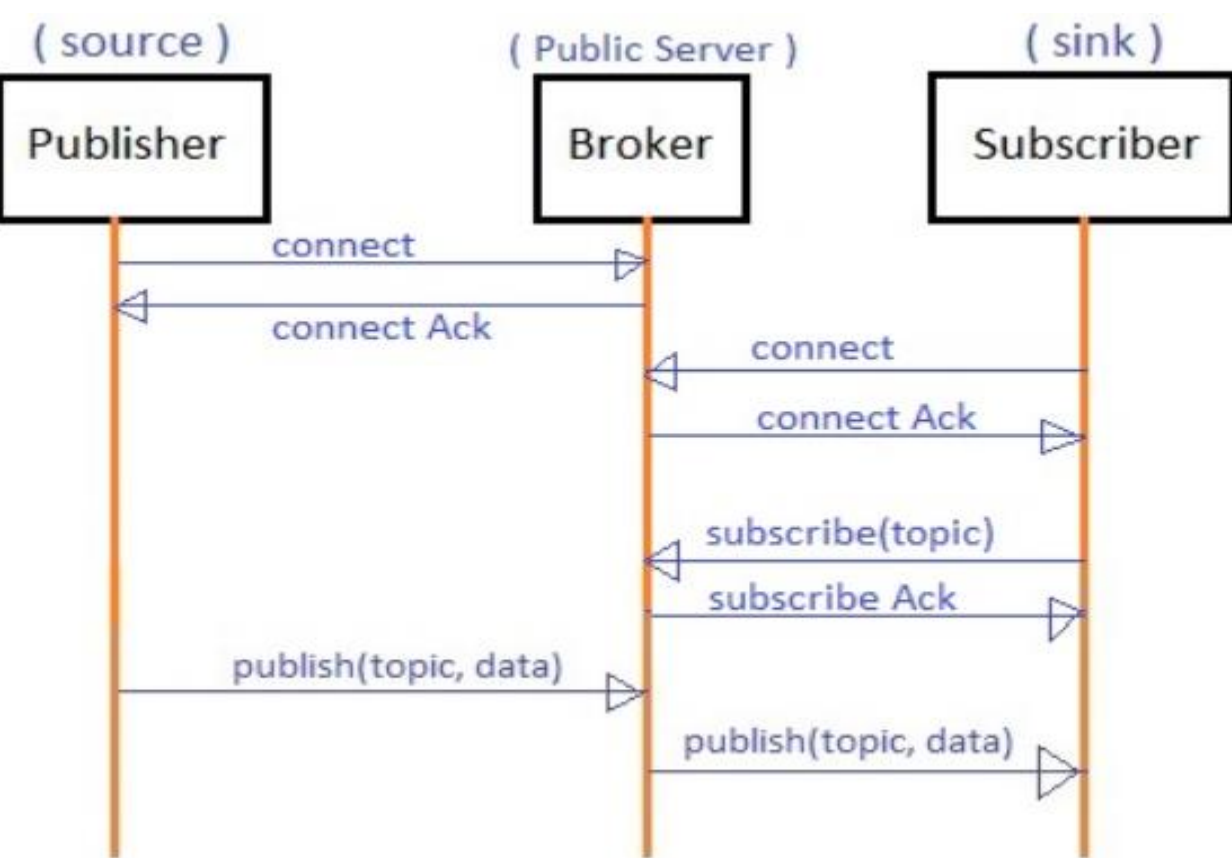 ( source )
( Public Server )
( sink )
Publisher
Broker
Subscriber
connect
connect Ack
connect
connect Ack
subscribe(topic)
subscribe Ack
publish(topic, data)
publish(topic, data)